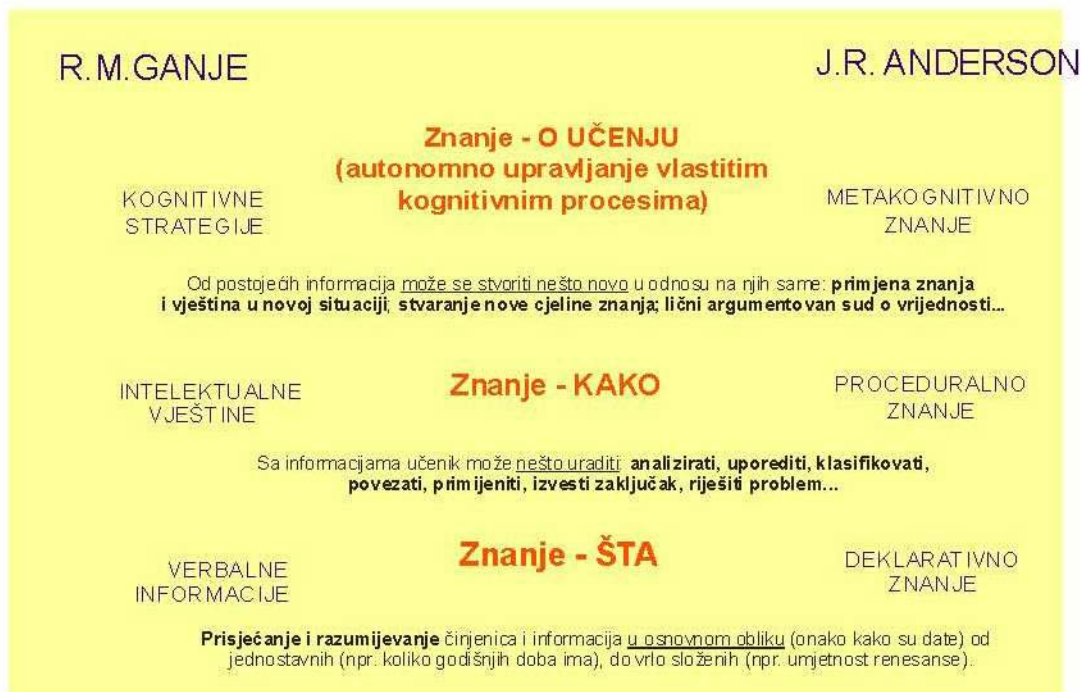 R.M.GANJE
J.R. ANDERSON
Znanje - O UČENJU
(autonomno upravljanje vlastitim
kognitivnim procesima)
KOGNITIVNE
STRATEGIJE
METAKOGNITIVNO
ZNANJE
Od postojećih informacija može se stvoriti nešto novo u odnosu na njih same: primjena znanja
i vještina u novoj situaciji; stvaranje nove cjeline znanja; lični argumentovan sud o vrijednosti...
INTELEKTUALNE
VJEŠTINE
Znanje - KAKO
PROCEDURALNO
ZNANJE
Sa informacijama učenik može nešto uraditi: analizirati, uporediti, klasifikovati,
povezati, primijeniti, izvesti zaključak, riješiti problem...
VERBALNE
INFORMACIJE
Znanje - ŠTA
DEKLARATIVNO
ZNANJE
Prisjećanje i razumijevanje činjenica i informacija u osnovnom obliku (onako kako su date) od
jednostavnih (npr. koliko godišnjih doba ima), do vrlo složenih (npr. umjetnost renesanse).